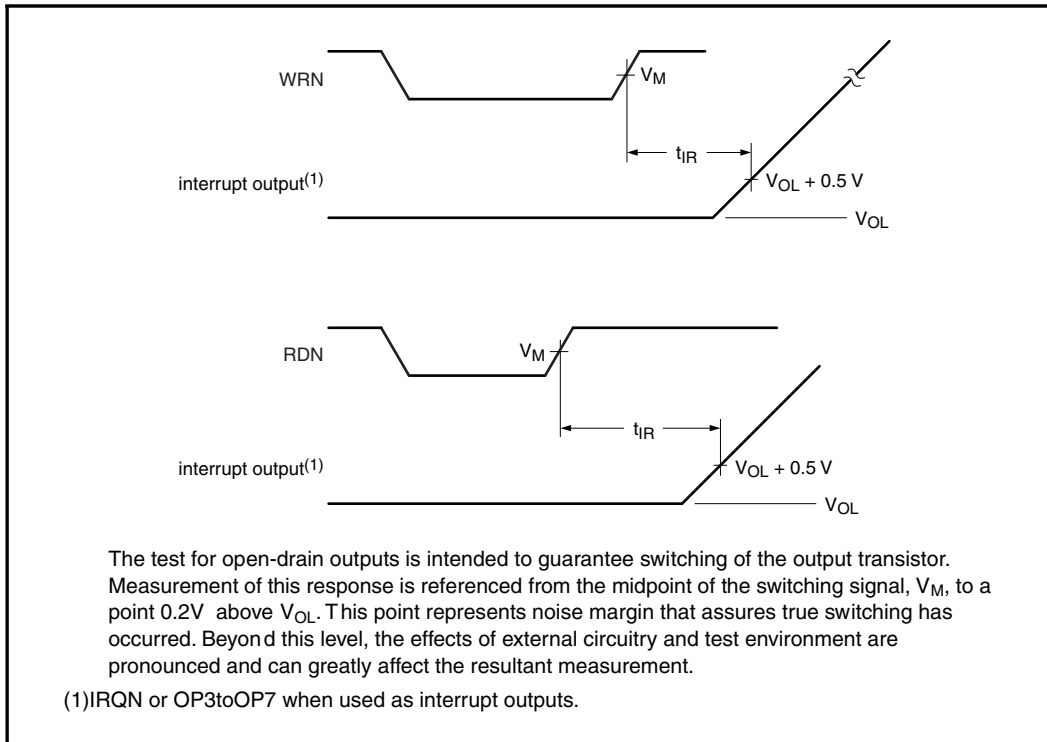 WRN
VM
tIR
interrupt output(1)
VOL + 0.5 V
VOL
RDN
VM
tIR
interrupt output(1)
VOL + 0.5 V
VOL
The test for open-drain outputs is intended to guarantee switching of the output transistor.
Measurement of this response is referenced from the midpoint of the switching signal, VM, to a
point 0.2V above VOL. This point represents noise margin that assures true switching has
occurred. Beyond this level, the effects of external circuitry and test environment are
pronounced and can greatly affect the resultant measurement.
(1)IRQN or OP3toOP7 when used as interrupt outputs.